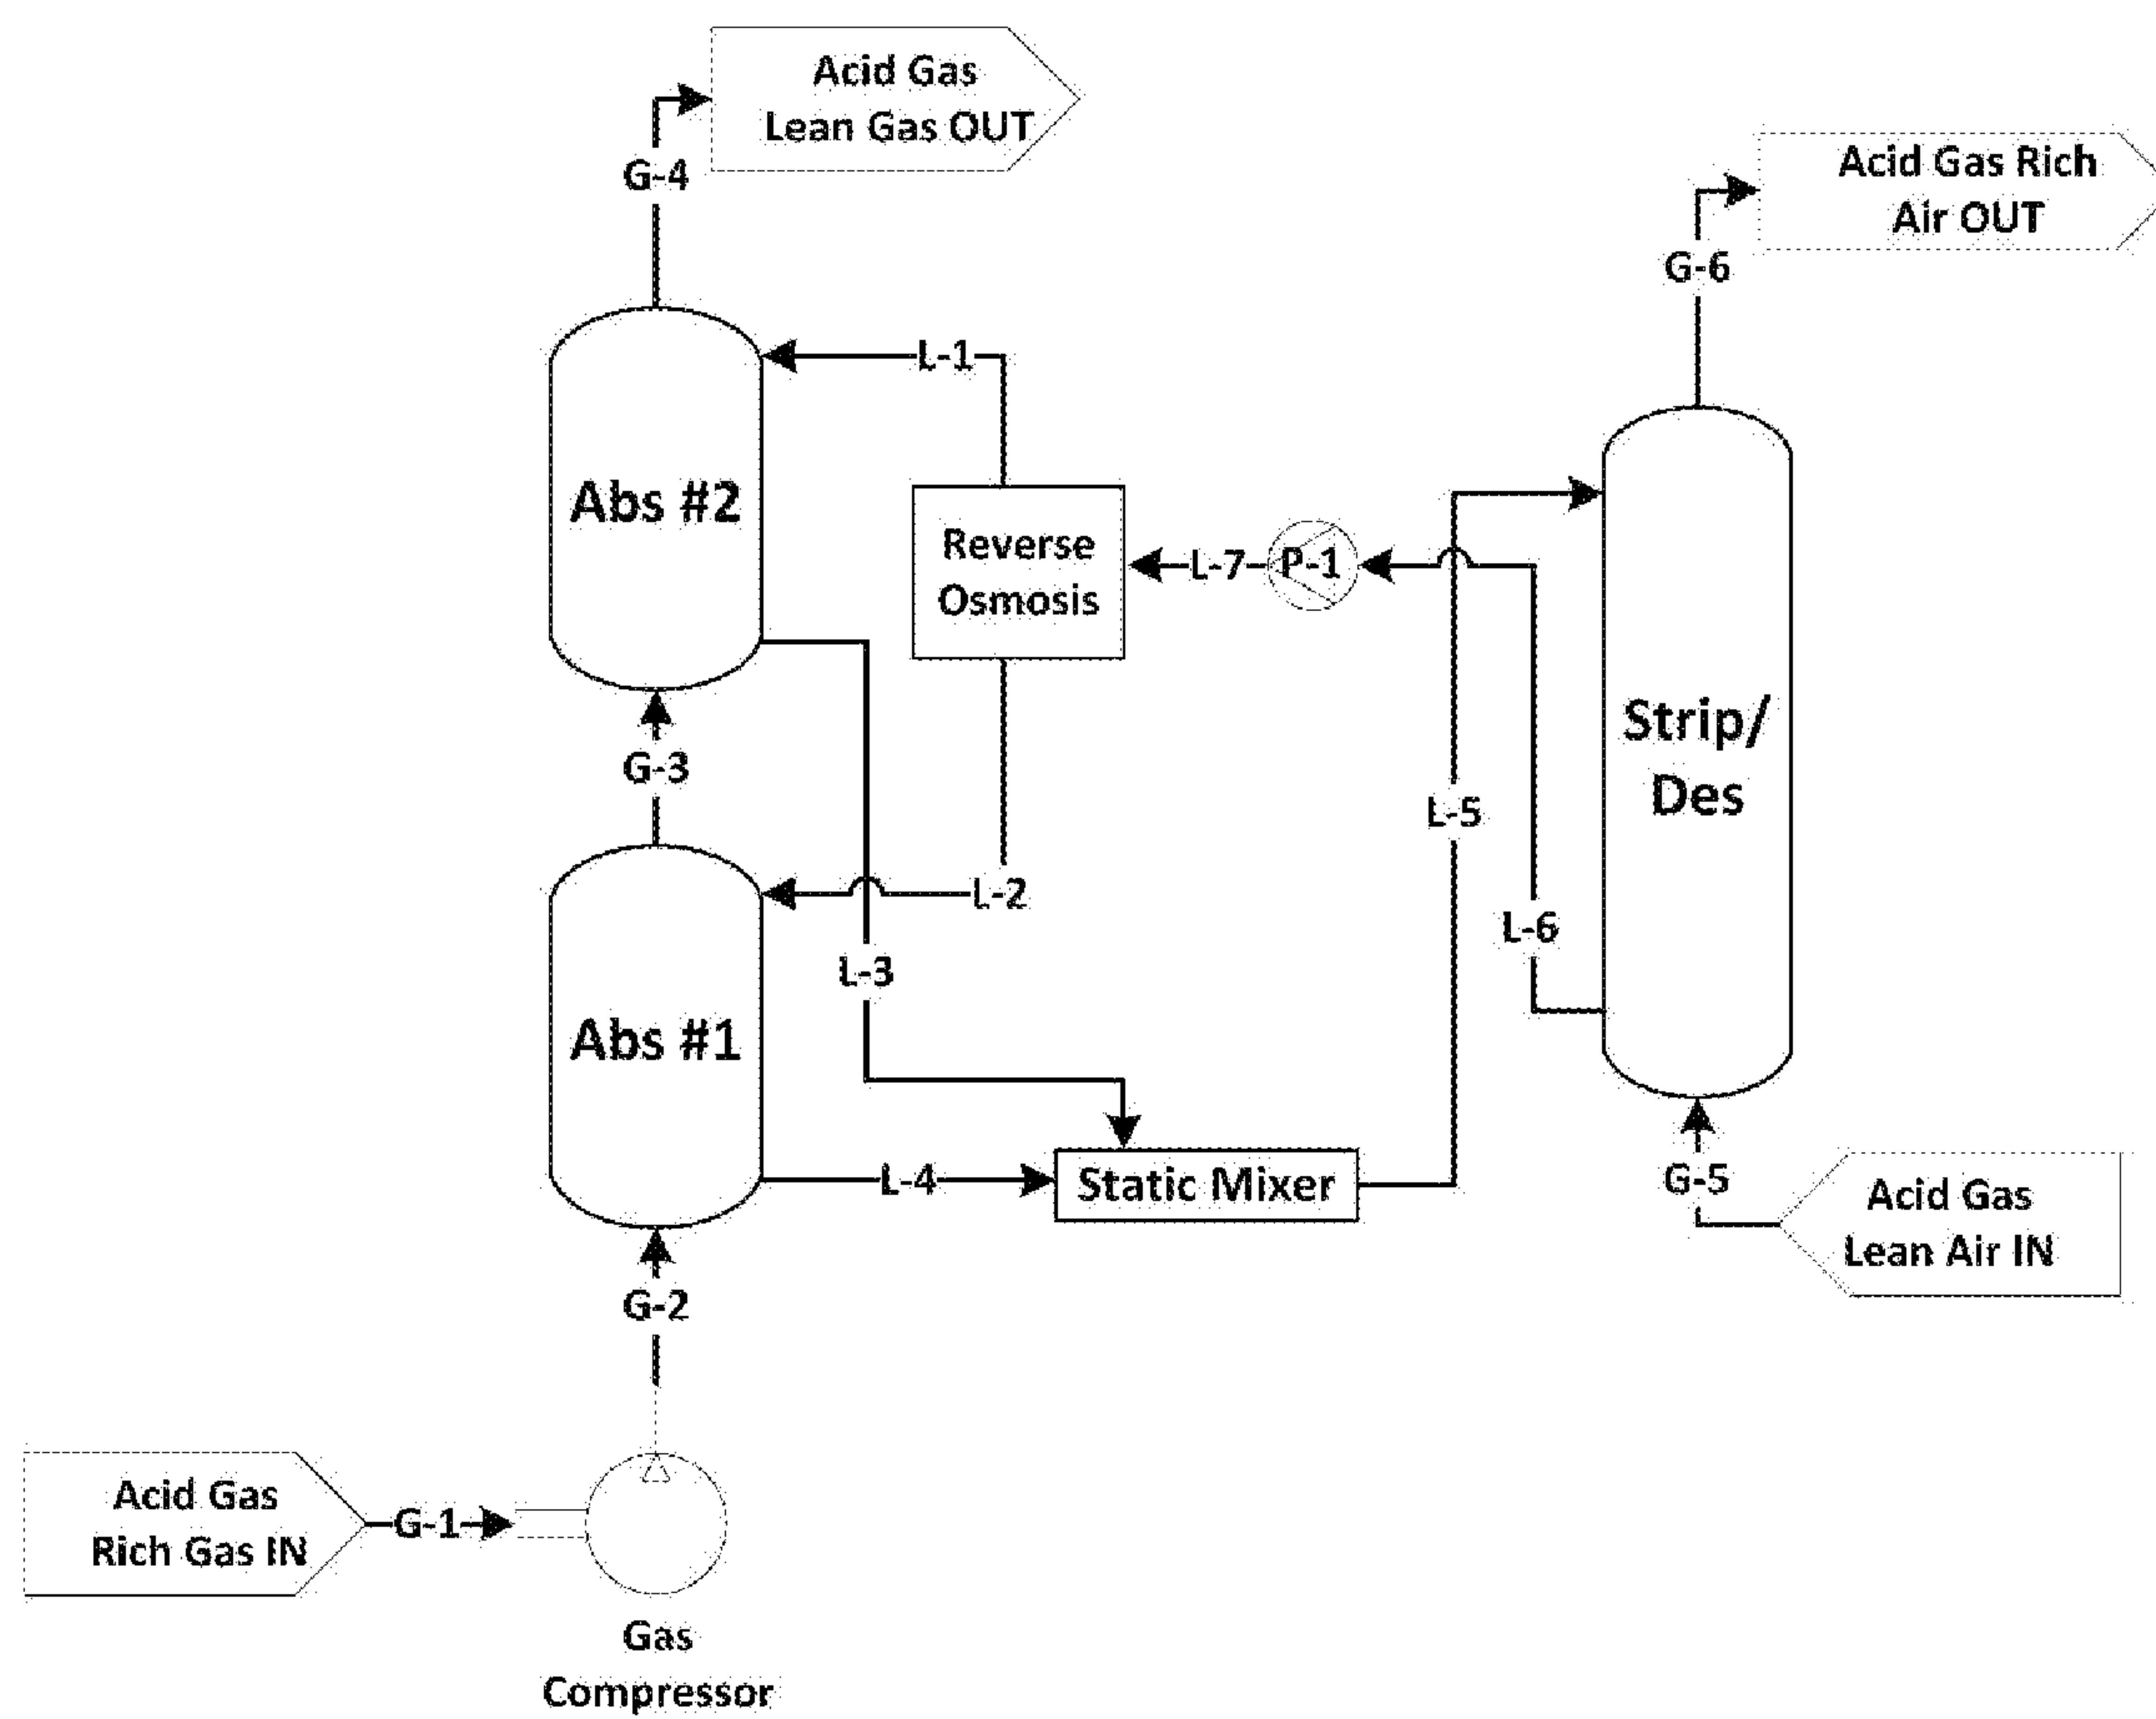 Acid Gas
Lean Gas OUT
Acid Gas Rich
Air OUT
G-4
G-6
L-1
Abs #2
Reverse
Osmosis
L-7
P-1
Strip/
Des
G-3
L-5
L-2
L-6
L-3
Abs #1
L-4
Static Mixer
G-5
Acid Gas
Lean Air IN
G-2
Acid Gas
Rich Gas IN
G-1
Gas
Compressor